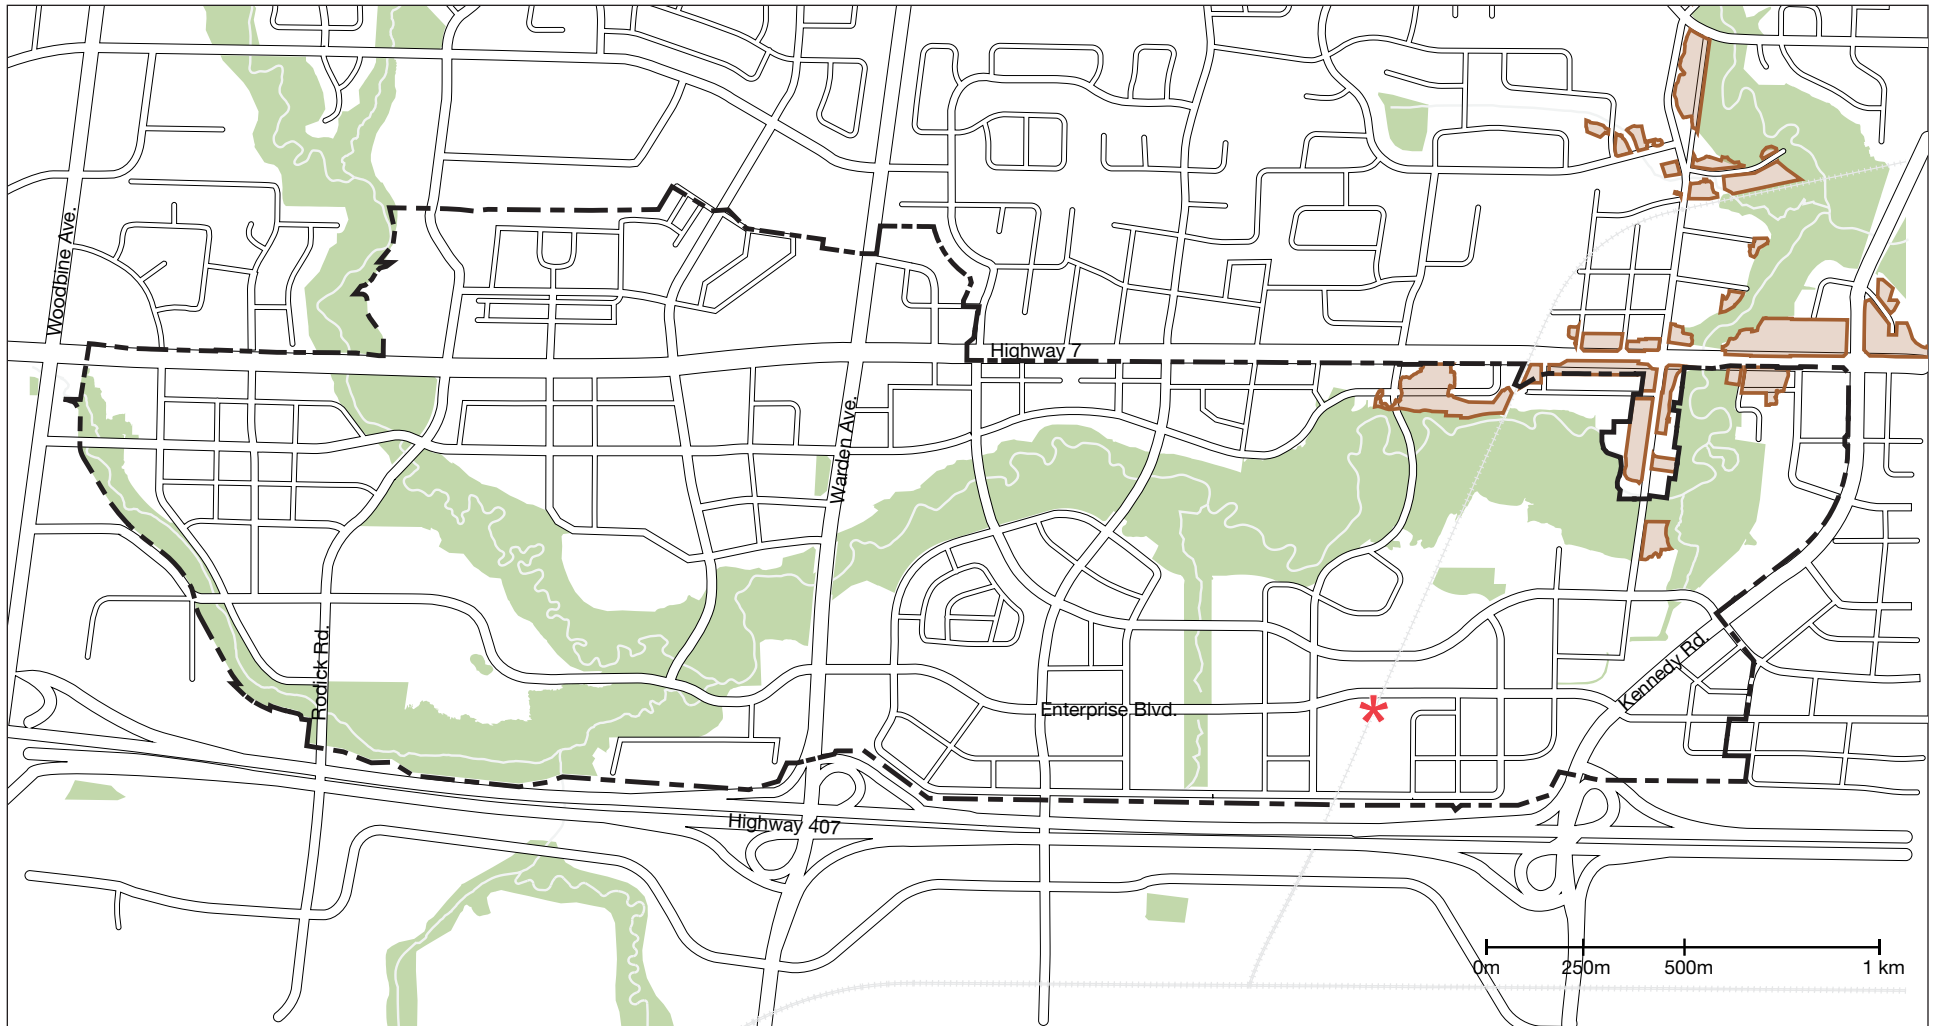 Woodbine Ave.
Highway 7
Warden Ave.
Rodick Rd.
Kennedy Rd.
Enterprise Blvd.
*
Highway 407
0m 250m 500m 1 km